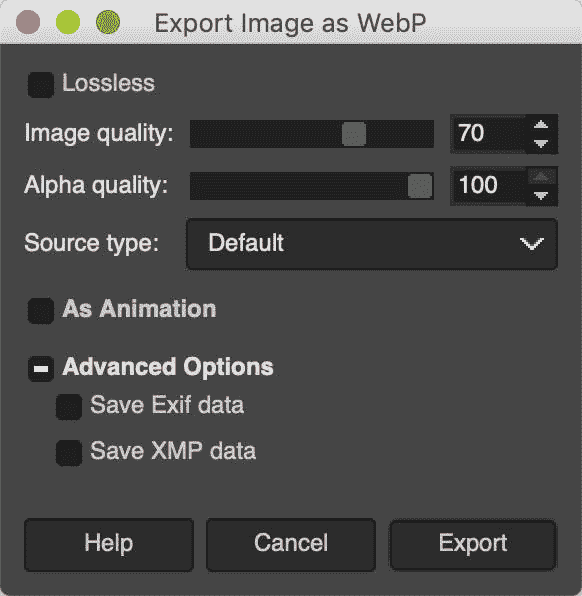 Export Image as WebP
Lossless
Image quality: 70
Alpha quality: 100
Source type: Default
As Animation
Advanced Options
Save Exif data
Save XMP data
Help Cancel Export